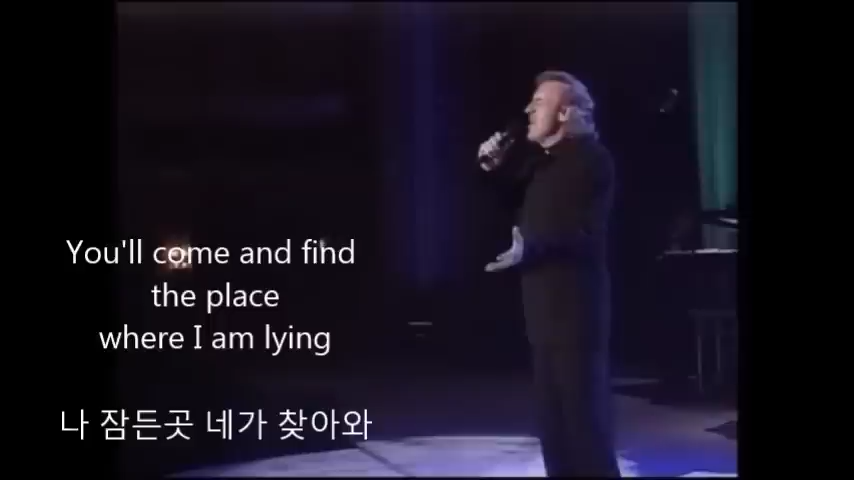 You'll come and find
the place
where I am lying
나 잠든곳 네가 찾아와